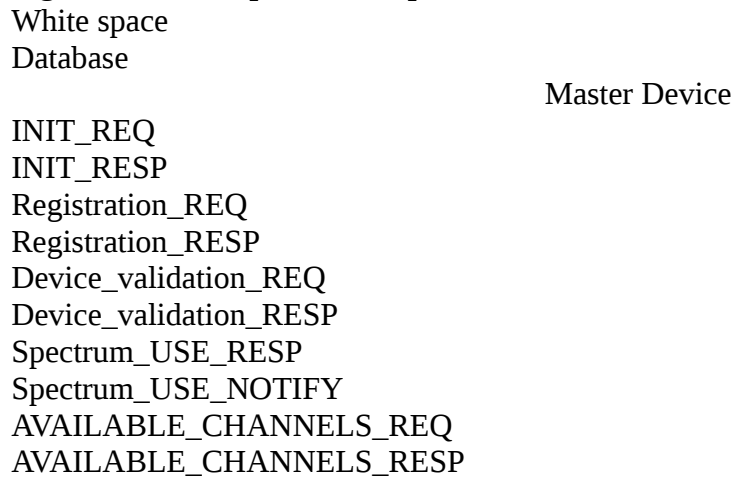 White space
Database
Master Device
INIT_REQ
INIT_RESP
Registration_REQ
Registration_RESP
Device_validation_REQ
Device_validation_RESP
Spectrum_USE_RESP
Spectrum_USE_NOTIFY
AVAILABLE_CHANNELS_REQ
AVAILABLE_CHANNELS_RESP